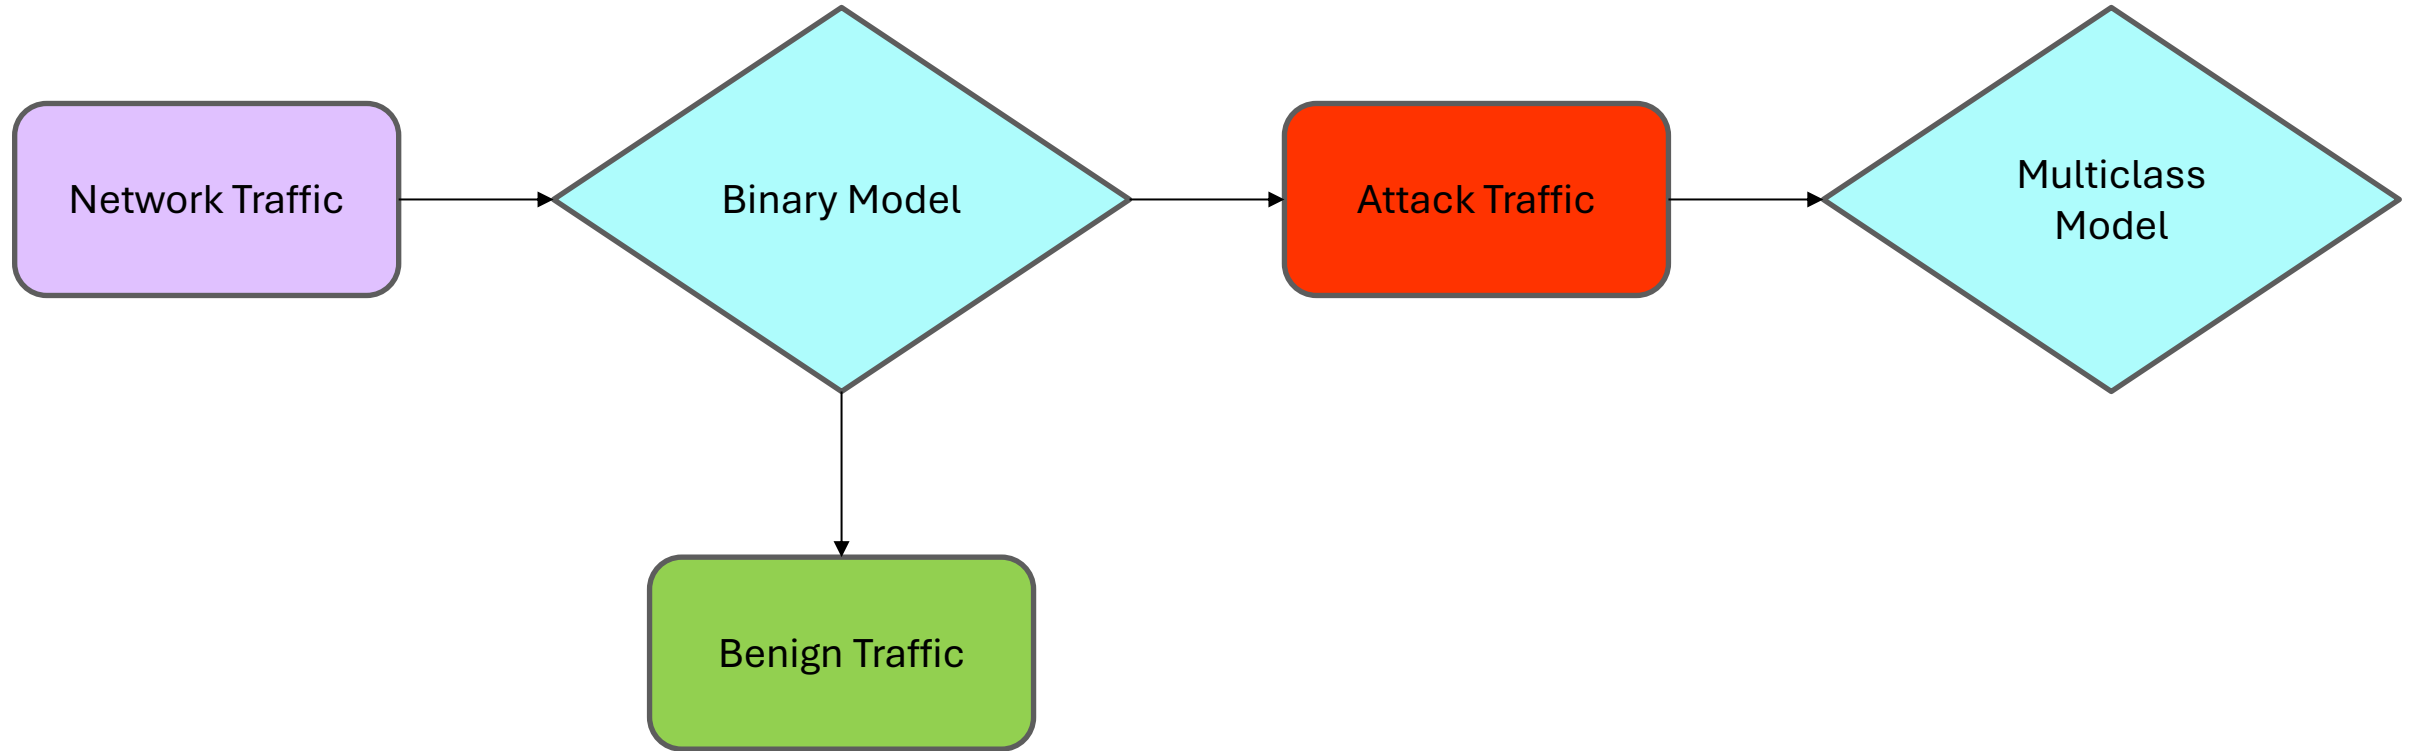 Network Traffic
Binary Model
Attack Traffic
Multiclass
Model
Benign Traffic